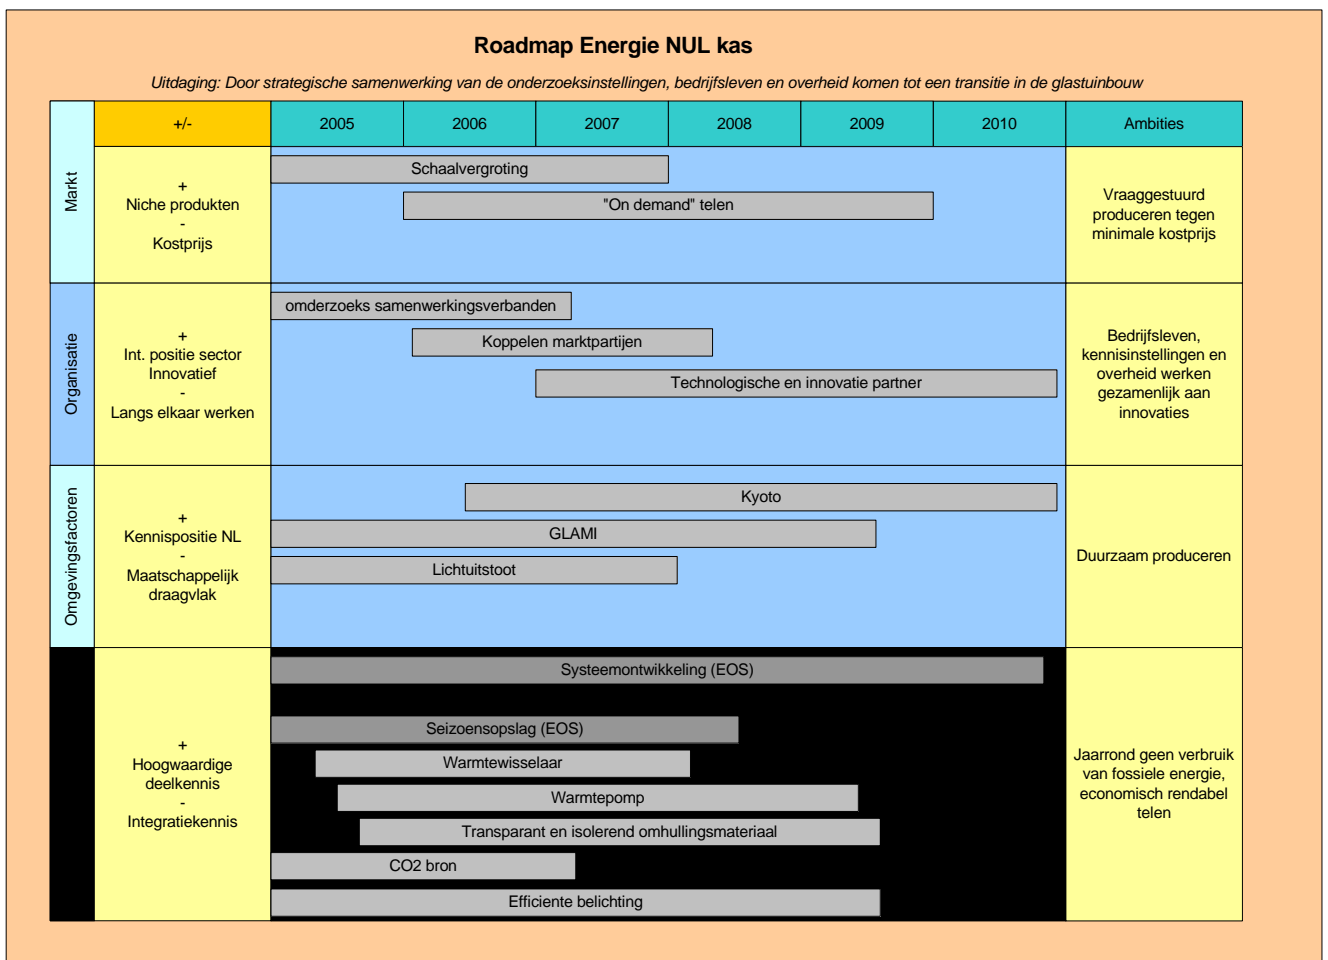 Roadmap Energie NUL kas
Uitdaging: Door strategische samenwerking van de onderzoeksinstellingen, bedrijfsleven en overheid komen tot een transitie in de glastuinbouw
+/-
2005
2006
2007
2008
2009
2010
Ambities
Markt
+
Niche produkten
-
Kostprijs
Schaalvergroting
"On demand" telen
Vraaggestuurd
produceren tegen
minimale kostprijs
Organisatie
+
Int. positie sector
Innovatief
-
Langs elkaar werken
omderzoeks samenwerkingsverbanden
Koppelen marktpartijen
Technologische en innovatie partner
Bedrijfsleven,
kennisinstellingen en
overheid werken
gezamenlijk aan
innovaties
Omgevingsfactoren
+
Kennispositie NL
-
Maatschappelijk
draagvlak
Kyoto
GLAMI
Lichtuitstoot
Duurzaam produceren
+
Hoogwaardige
deelkennis
-
Integratiekennis
Systeemontwikkeling (EOS)
Seizoensopslag (EOS)
Warmtewisselaar
Warmtepomp
Transparant en isolerend omhullingsmateriaal
CO2 bron
Efficiente belichting
Jaarrond geen verbruik
van fossiele energie,
economisch rendabel
telen